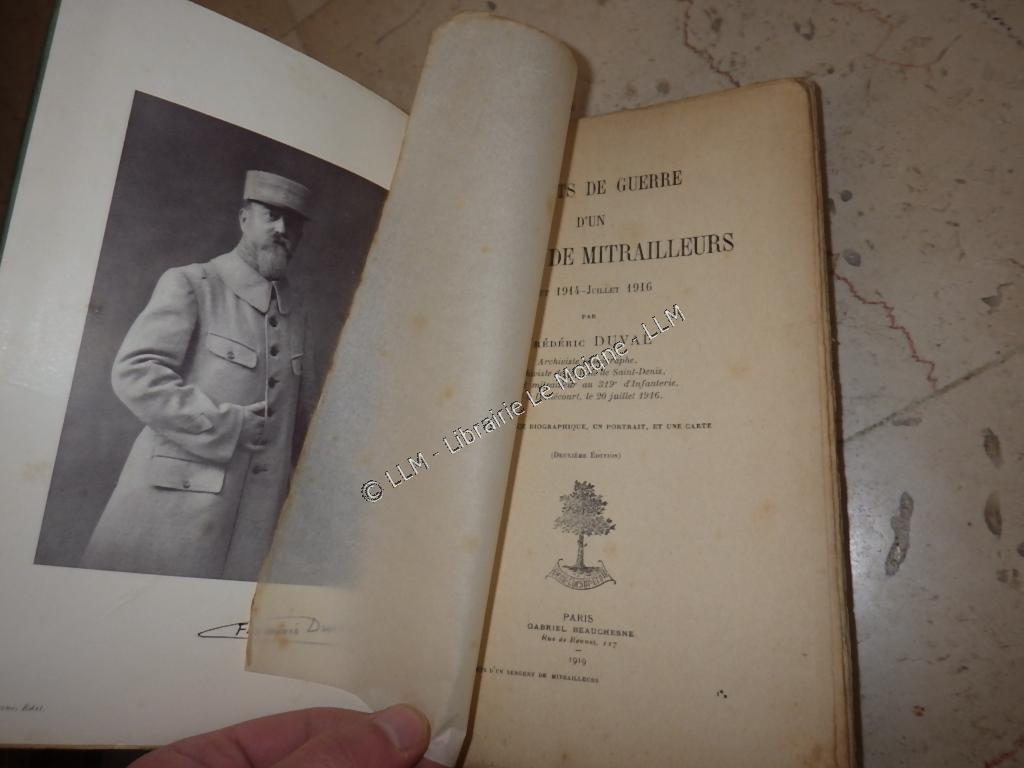 DE GUERRE
D'UN
DE MITRAILLEURS
1914-JUILLET 1916
PAR
DUVAL
Archiviste
de Saint-Denis,
au 319e d'Infanterie,
le 20 juillet 1916.
BIOGRAPHIQUE, UN PORTRAIT, ET UNE CARTE
(DEUXIÈME ÉDITION)
PARIS
GABRIEL BEAUCHESNE
Rue de Rennes, 117
1919
D'UN SERGENT DE MITRAILLEURS
Edit.
© LLM - Librairie Le Moigne, LLM